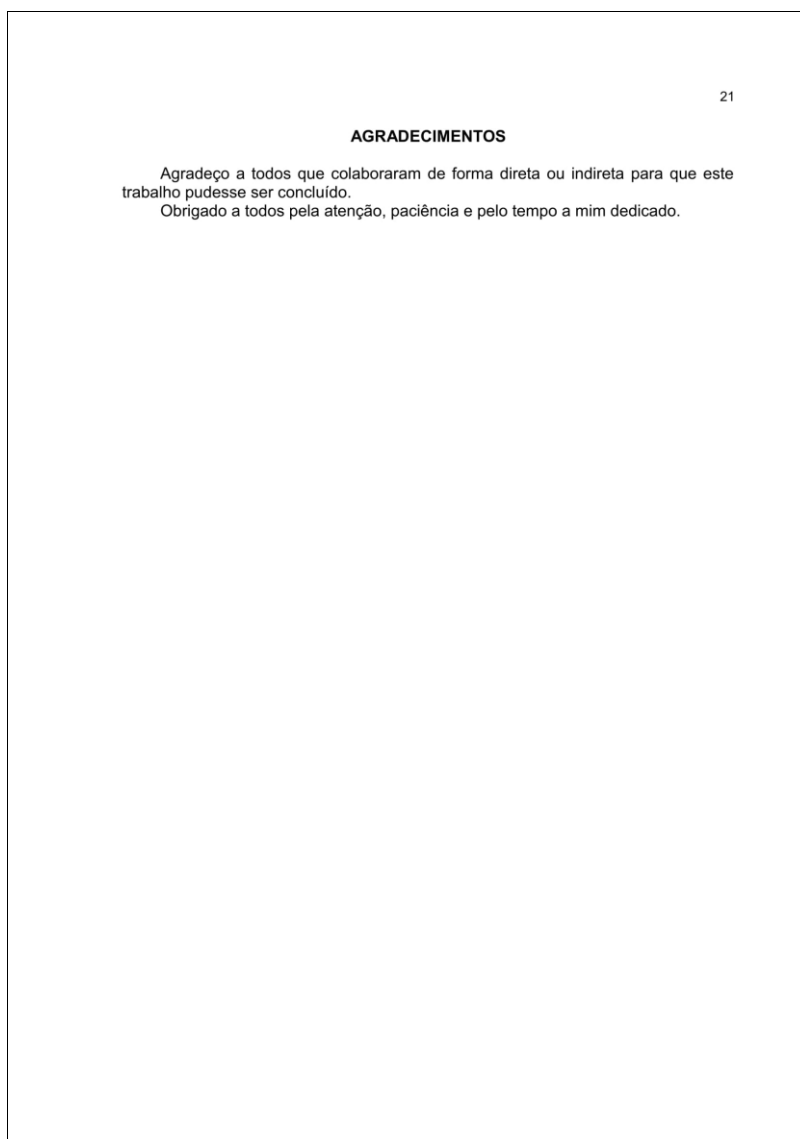 21
AGRADECIMENTOS
Agradeço a todos que colaboraram de forma direta ou indireta para que este
trabalho pudesse ser concluído.
Obrigado a todos pela atenção, paciência e pelo tempo a mim dedicado.